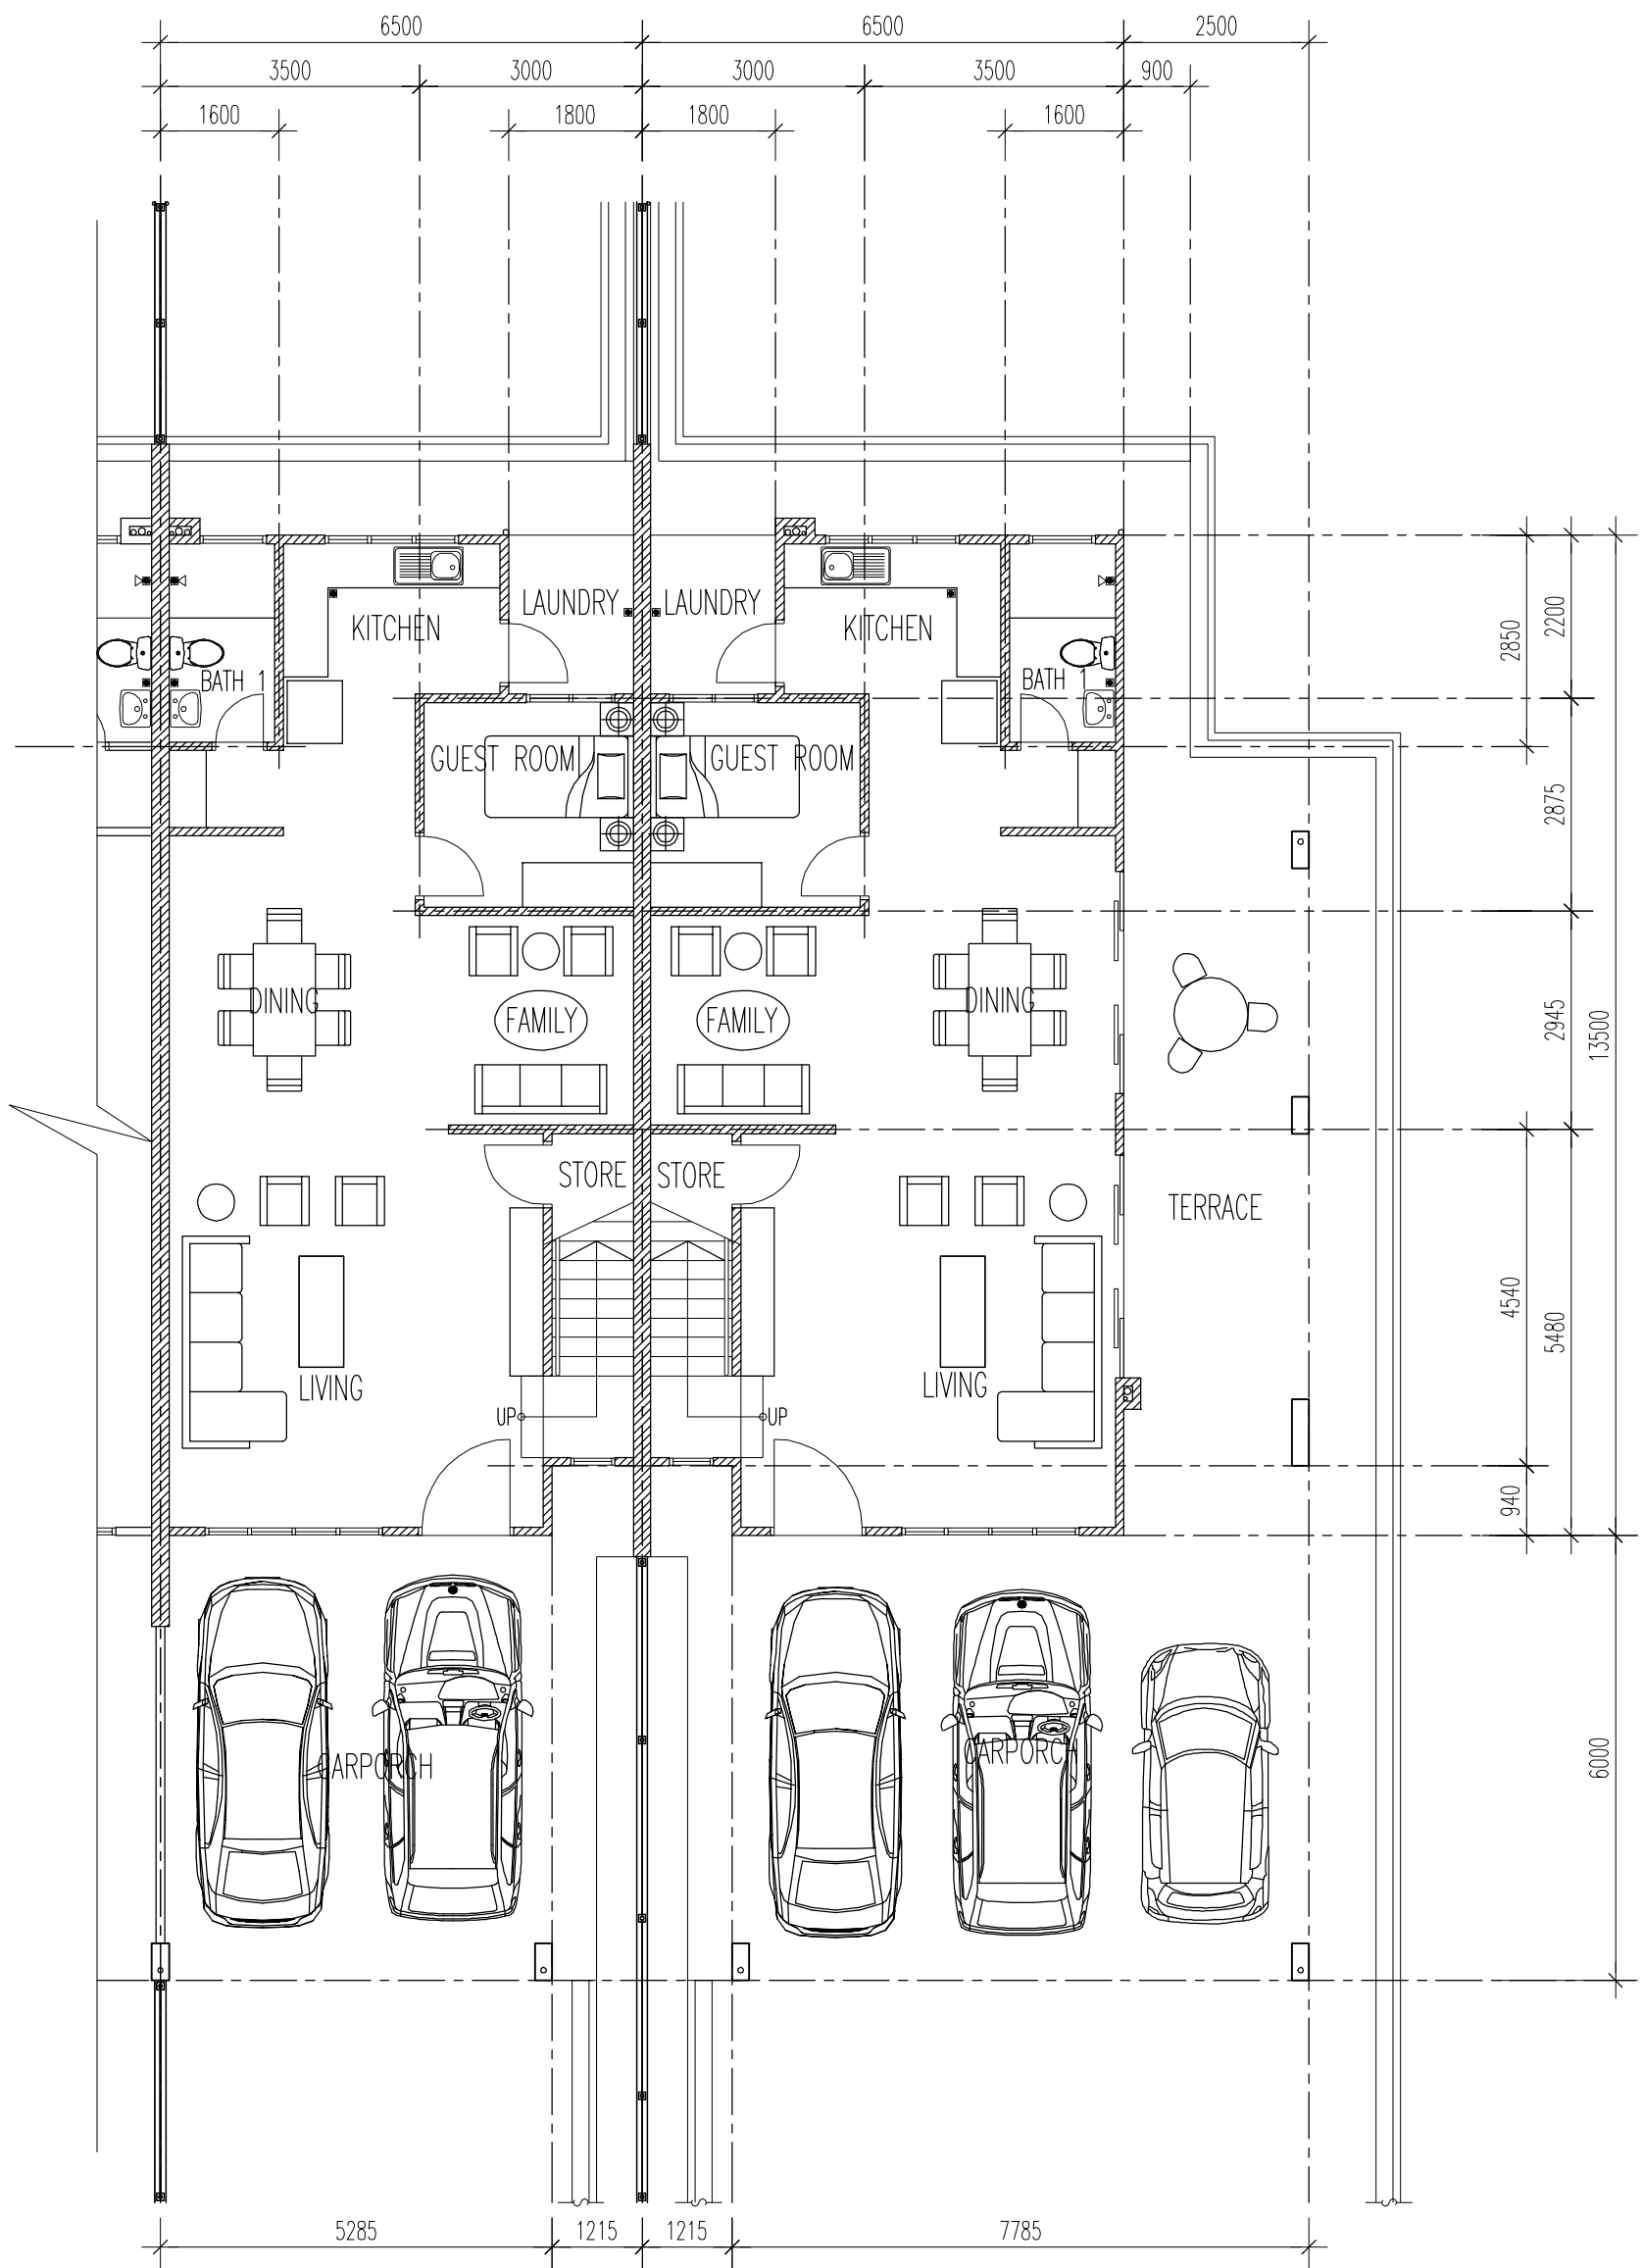 6500 6500 2500
3500 3000 3000 3500 900
1600 1800 1800 1600
LAUNDRY LAUNDRY
KITCHEN KITCHEN
2850 2200
BATH 1 BATH 1
GUEST ROOM GUEST ROOM
2875
DINING FAMILY FAMILY DINING
2945 13500
STORE STORE
TERRACE
4540 5480
LIVING LIVING
UP UP
940
CARPORCH CARPORCH
6000
5285 1215 1215 7785